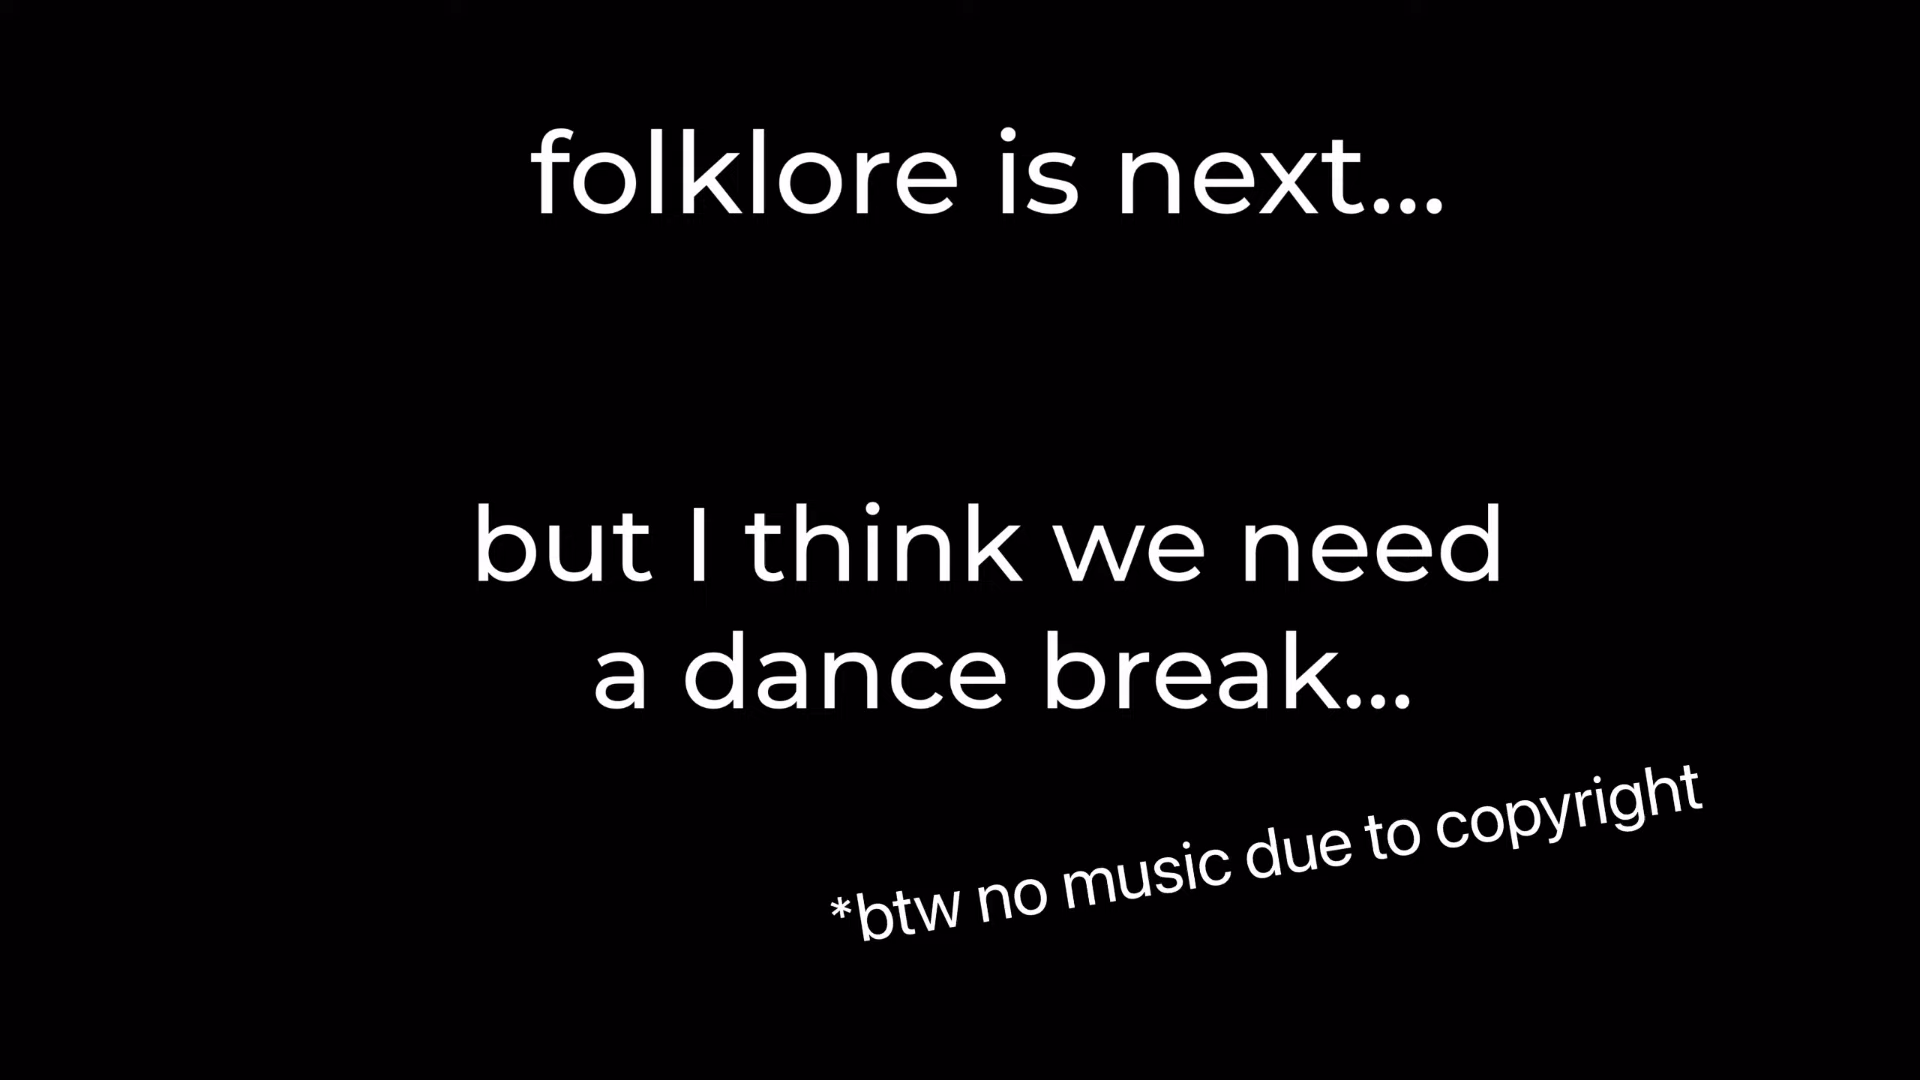 folklore is next...
but I think we need
a dance break...
*btw no music due to copyright